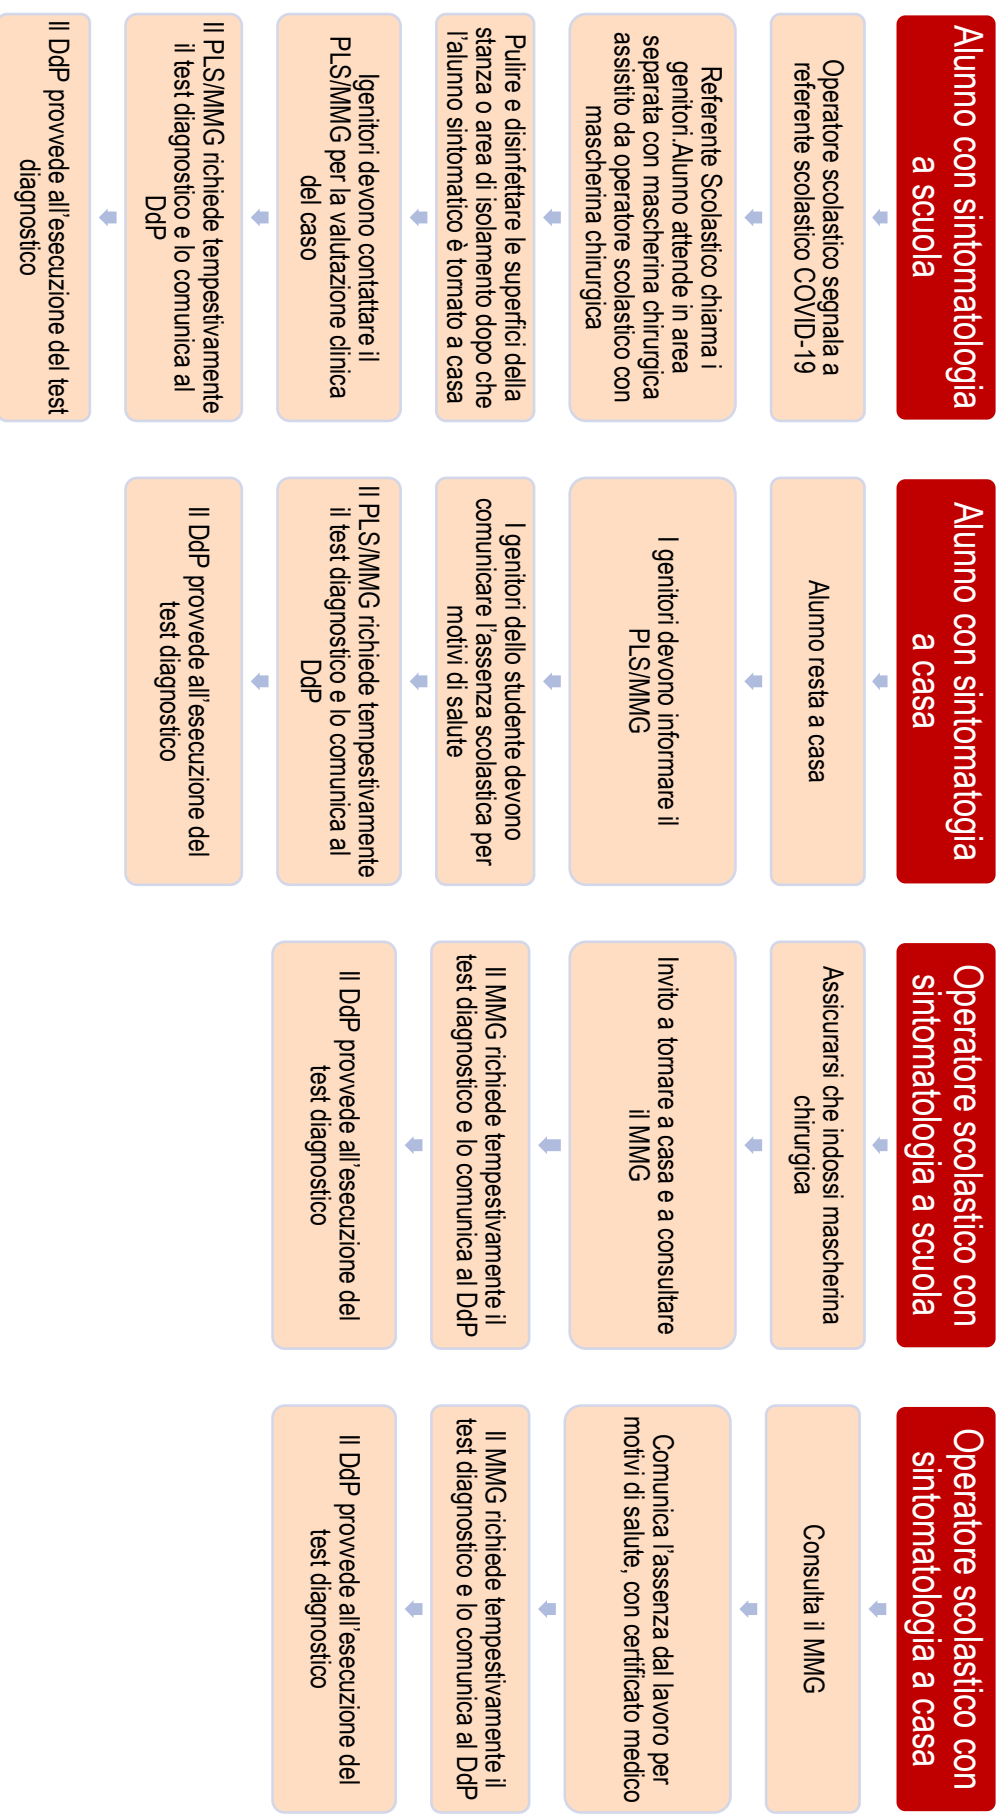 Alunno con sintomatologia
a scuola
Operatore scolastico segnala a
referente scolastico COVID-19
Referente Scolastico chiama i
genitori.Alunno attende in area
separata con mascherina chirurgica
assistito da operatore scolastico con
mascherina chirurgica
Pulire e disinfettare le superfici della
stanza o area di isolamento dopo che
l'alunno sintomatico è tornato a casa
Igenitori devono contattare il
PLS/MMG per la valutazione clinica
del caso
Il PLS/MMG richiede tempestivamente
il test diagnostico e lo comunica al
DdP
Il DdP provvede all'esecuzione del test
diagnostico
Alunno con sintomatogia
a casa
Alunno resta a casa
I genitori devono informare il
PLS/MMG
I genitori dello studente devono
comunicare l'assenza scolastica per
motivi di salute
Il PLS/MMG richiede tempestivamente
il test diagnostico e lo comunica al
DdP
Il DdP provvede all'esecuzione del
test diagnostico
Operatore scolastico con
sintomatologia a scuola
Assicurarsi che indossi mascherina
chirurgica
Invito a tornare a casa e a consultare
il MMG
Il MMG richiede tempestivamente il
test diagnostico e lo comunica al DdP
Il DdP provvede all'esecuzione del
test diagnostico
Operatore scolastico con
sintomatologia a casa
Consulta il MMG
Comunica l'assenza dal lavoro per
motivi di salute, con certificato medico
Il MMG richiede tempestivamente il
test diagnostico e lo comunica al DdP
Il DdP provvede all'esecuzione del
test diagnostico